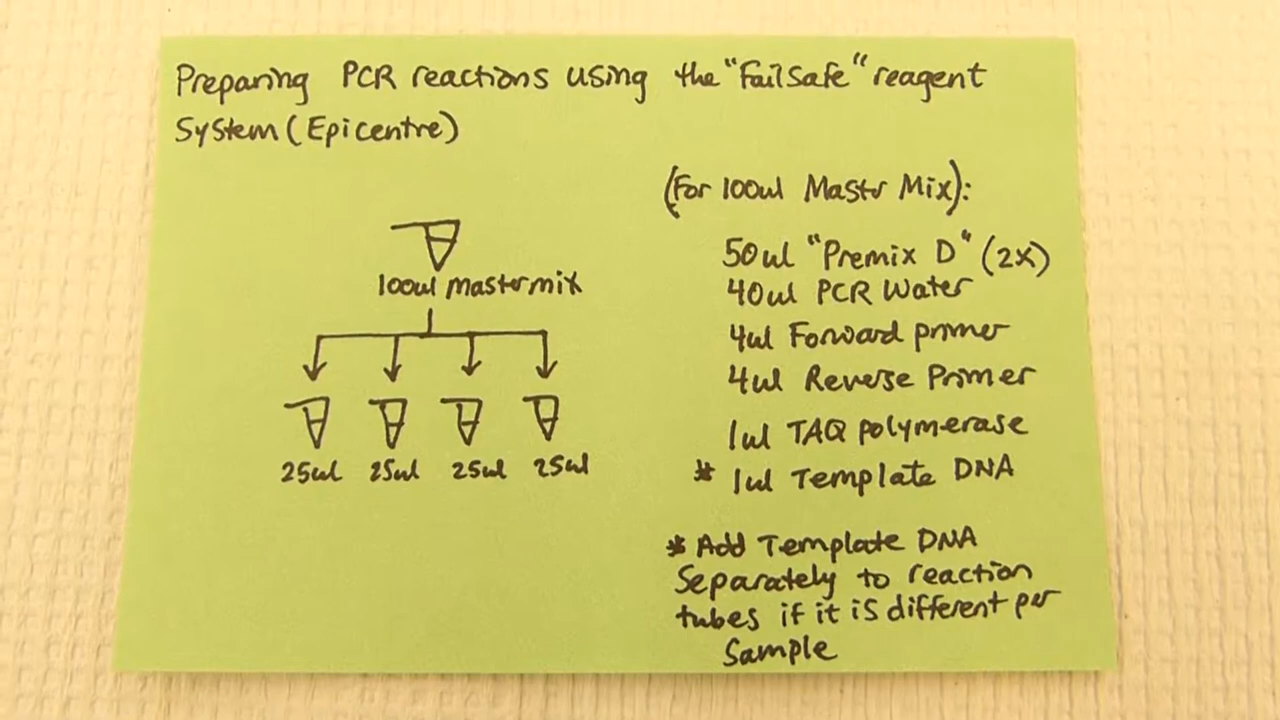 Preparing PCR reactions using the "FailSafe" reagent
System (Epicentre)
100ul mastermix
25ul 25ul 25ul 25ul
(For 100ul Mastr Mix):
50ul "Premix D" (2X)
40ul PCR Water
4ul Forward primer
4ul Reverse Primer
1ul TAQ polymerase
* 1ul Template DNA
* Add Template DNA
Separately to reaction
tubes if it is different per
Sample